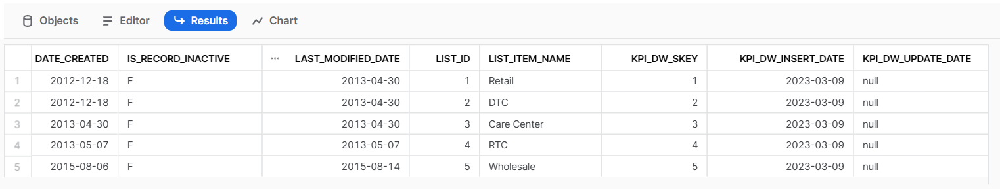 Objects Editor Results Chart
DATE_CREATED IS_RECORD_INACTIVE ··· LAST_MODIFIED_DATE LIST_ID LIST_ITEM_NAME KPI_DW_SKEY KPI_DW_INSERT_DATE KPI_DW_UPDATE_DATE
1 2012-12-18 F 2013-04-30 1 Retail 1 2023-03-09 null
2 2012-12-18 F 2013-04-30 2 DTC 2 2023-03-09 null
3 2013-04-30 F 2013-04-30 3 Care Center 3 2023-03-09 null
4 2013-05-07 F 2013-05-07 4 RTC 4 2023-03-09 null
5 2015-08-06 F 2015-08-14 5 Wholesale 5 2023-03-09 null